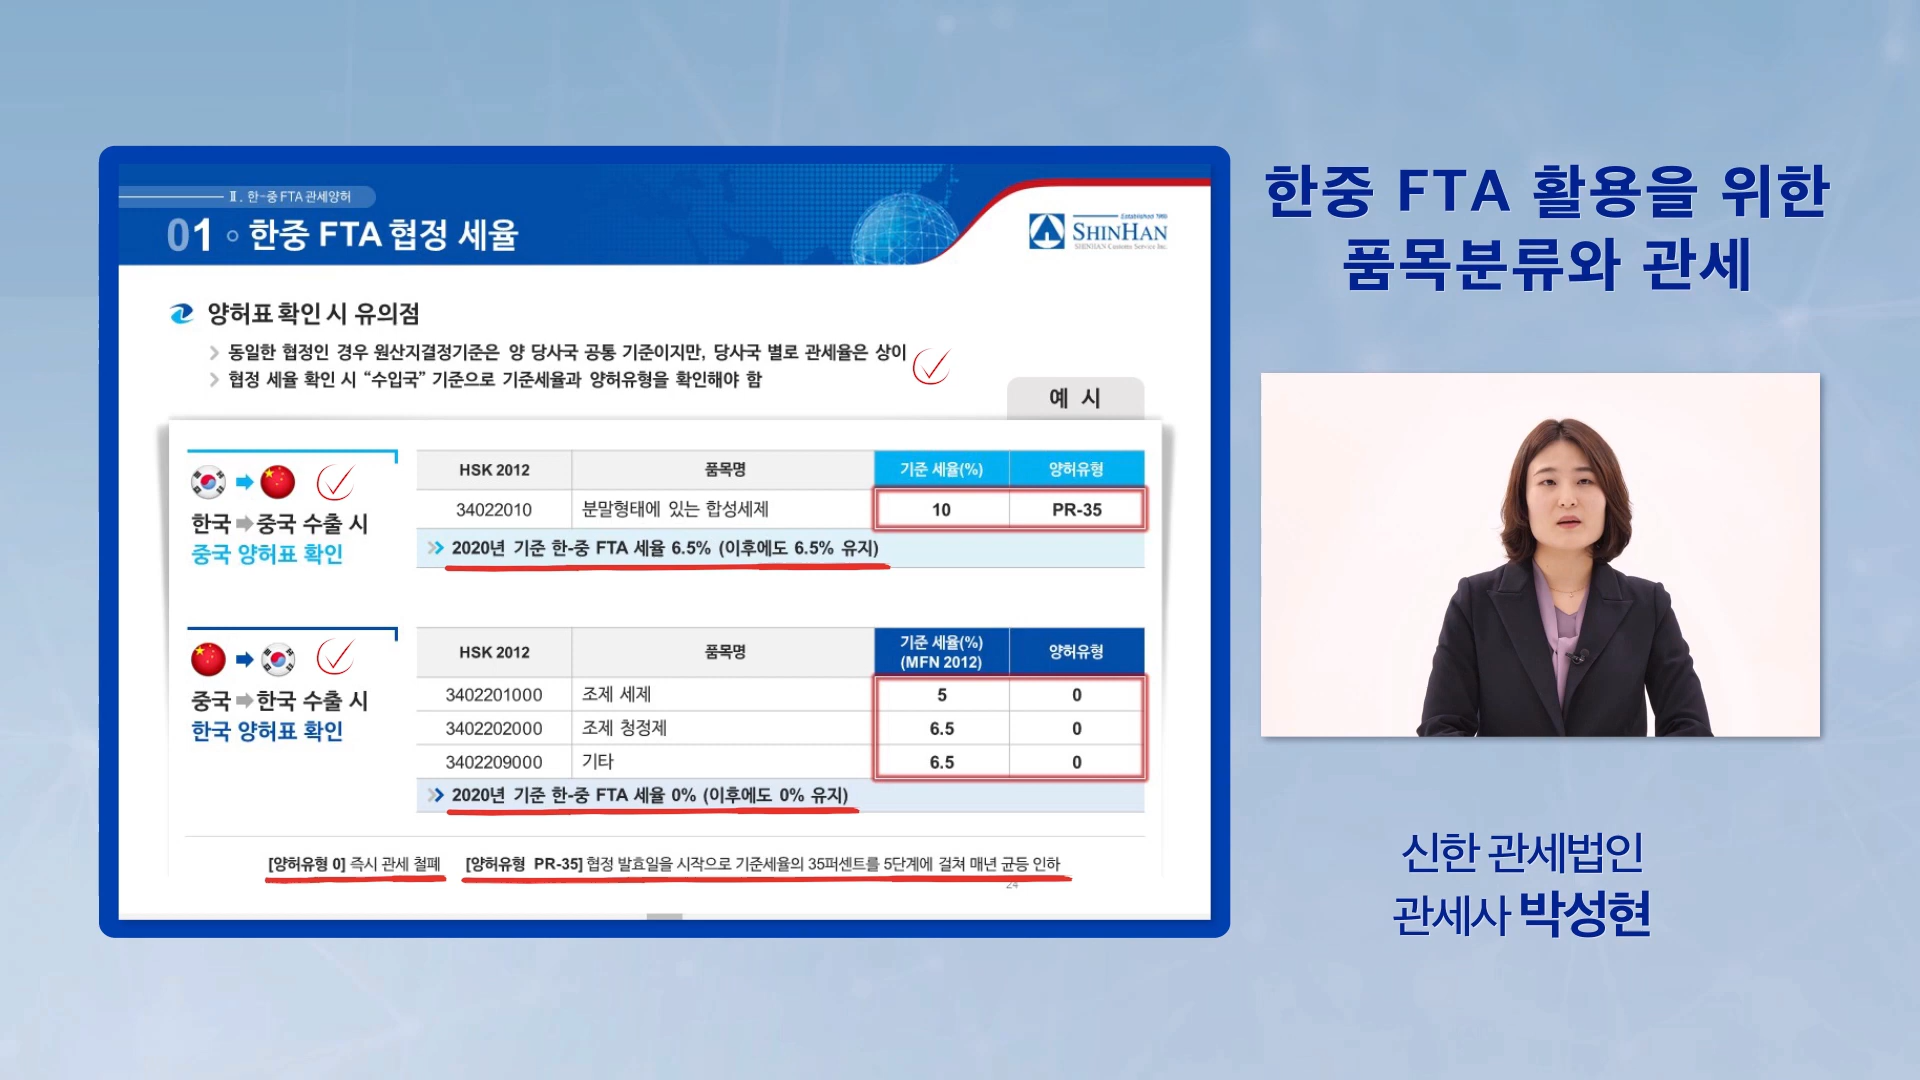 Ⅱ. 한-중 FTA 관세양허
01 한중 FTA 협정 세율
Established 1969
SHINHAN
SHINHAN Customs Service Inc.
양허표 확인 시 유의점
동일한 협정인 경우 원산지결정기준은 양 당사국 공통 기준이지만, 당사국 별로 관세율은 상이
협정 세율 확인 시 “수입국” 기준으로 기준세율과 양허유형을 확인해야 함
예 시
한국 중국 수출 시
중국 양허표 확인
HSK 2012 품목명 기준 세율(%) 양허유형
34022010 분말형태에 있는 합성세제 10 PR-35
2020년 기준 한-중 FTA 세율 6.5% (이후에도 6.5% 유지)
중국 한국 수출 시
한국 양허표 확인
HSK 2012 품목명 기준 세율(%) (MFN 2012) 양허유형
3402201000 조제 세제 5 0
3402202000 조제 청정제 6.5 0
3402209000 기타 6.5 0
2020년 기준 한-중 FTA 세율 0% (이후에도 0% 유지)
[양허유형 0] 즉시 관세 철폐 [양허유형 PR-35] 협정 발효일을 시작으로 기준세율의 35퍼센트를 5단계에 걸쳐 매년 균등 인하
24
한중 FTA 활용을 위한
품목분류와 관세
신한 관세법인
관세사 박성현